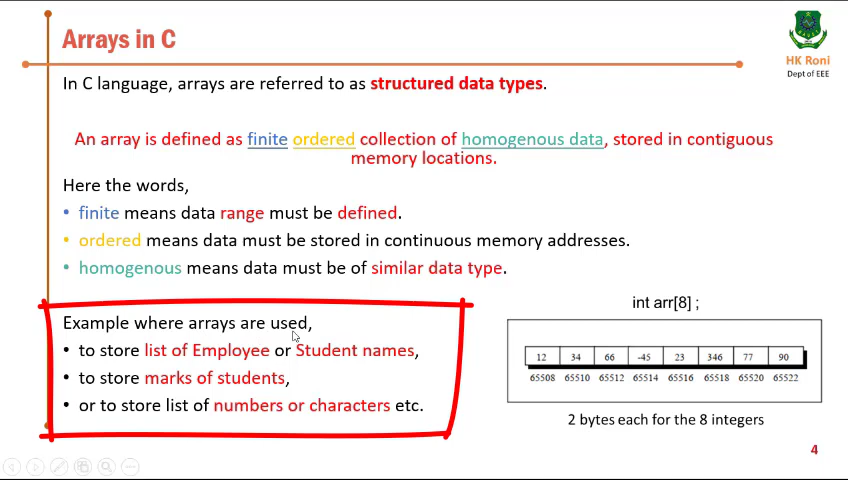 Arrays in C
HK Roni
Dept of EEE
In C language, arrays are referred to as structured data types.
An array is defined as finite ordered collection of homogenous data, stored in contiguous
memory locations.
Here the words,
• finite means data range must be defined.
• ordered means data must be stored in continuous memory addresses.
• homogenous means data must be of similar data type.
Example where arrays are used,
• to store list of Employee or Student names,
• to store marks of students,
• or to store list of numbers or characters etc.
int arr[8] ;
12 34 66 -45 23 346 77 90
65508 65510 65512 65514 65516 65518 65520 65522
2 bytes each for the 8 integers
4